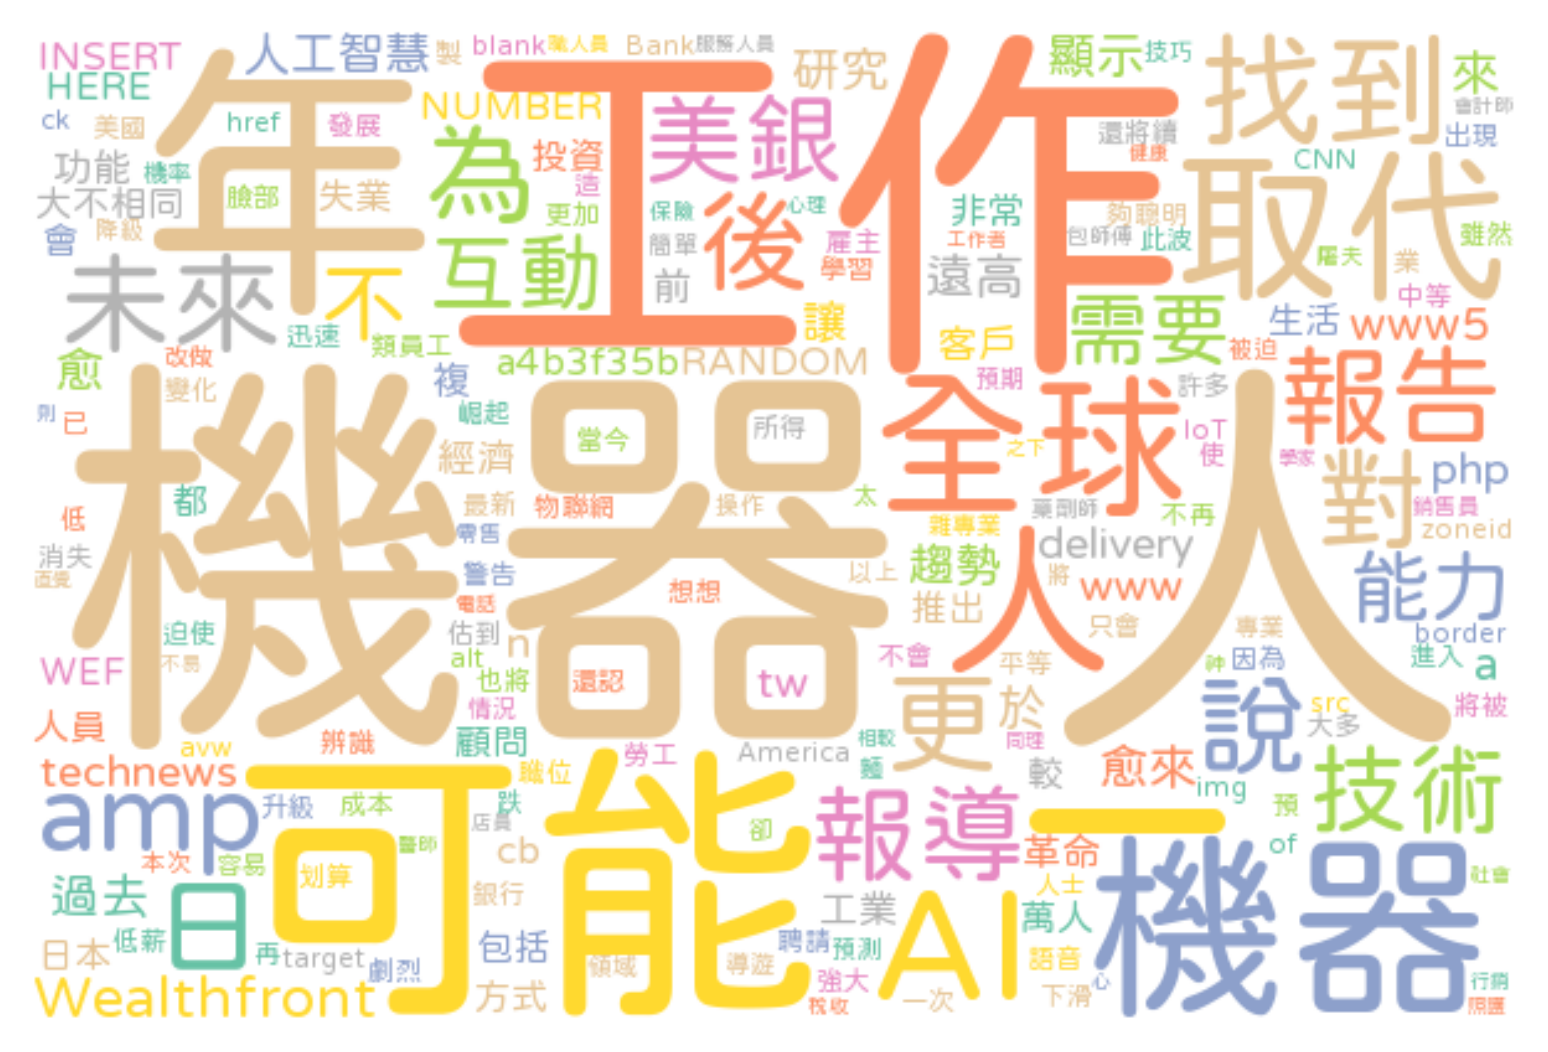 INSERT
人工智慧
製
blank
職人員
Bank
服務人員
研究
顯示
技巧
找到
來
HERE
NUMBER
會計師
ck
美國
href
發展
年
工作
美銀
還將續
出現
功能
機率
為
投資
健康
CNN
取代
大不相同
臉部
失業
造
更加
保險
後
心理
非常
夠聰明
會
降級
互動
簡單
雇主
工作者
包師傅
此波
雖然
屠夫
業
未來
不
前
學習
遠高
中等
迅速
類員工
讓
客戶
需要
生活
www5
愈
改做
a4b3f35b
RANDOM
被迫
報告
變化
複
預期
許多
則
已
崛起
機器人
當今
所得
全球
之下
IoT
使
學家
對
php
經濟
低
都
最新
物聯網
操作
太
藥劑師
不再
銷售員
雜專業
zoneid
消失
零售
delivery
直覺
警告
想想
以上
趨勢
人
將
www
能力
電話
推出
迫使
估到
n
只會
專業
border
WEF
不易
alt
也將
還認
tw
不會
平等
神
因為
進入
a
情況
更
於
說
src
大多
將被
人員
avw
辨識
顧問
勞工
America
相較
同理
technews
可能
職位
麵
較
愈來
img
技術
amp
升級
成本
跌
店員
卻
報導
一
預
本次
容易
醫師
cb
革命
of
機器
過去
日
划算
銀行
工業
AI
人士
社會
萬人
日本
低薪
再
target
劇烈
包括
領域
導遊
聘請
預測
語音
Wealthfront
方式
強大
稅收
一次
下滑
心
行銷
照護